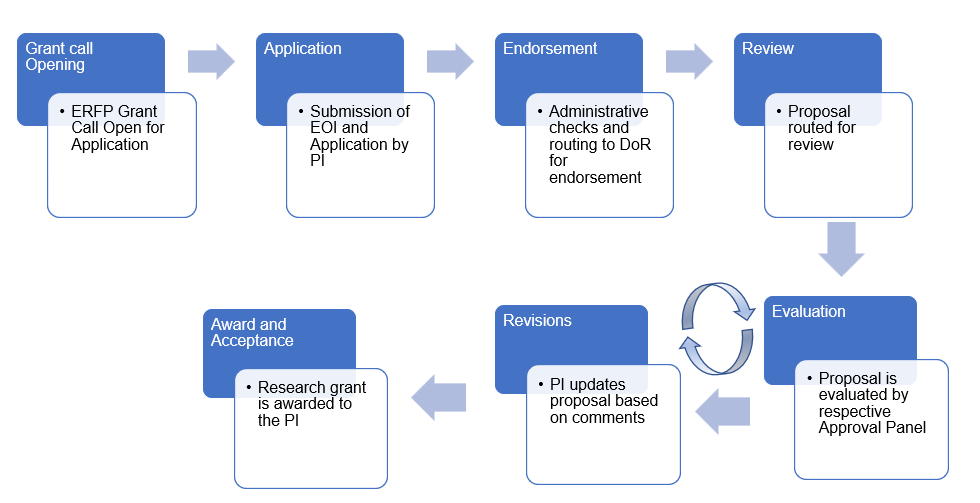 Grant call
Opening
• ERFP Grant
Call Open for
Application
Application
• Submission of
EOI and
Application by
PI
Endorsement
• Administrative
checks and
routing to DoR
for
endorsement
Review
• Proposal
routed for
review
Evaluation
• Proposal is
evaluated by
respective
Approval Panel
Revisions
• PI updates
proposal based
on comments
Award and
Acceptance
• Research grant
is awarded to
the PI